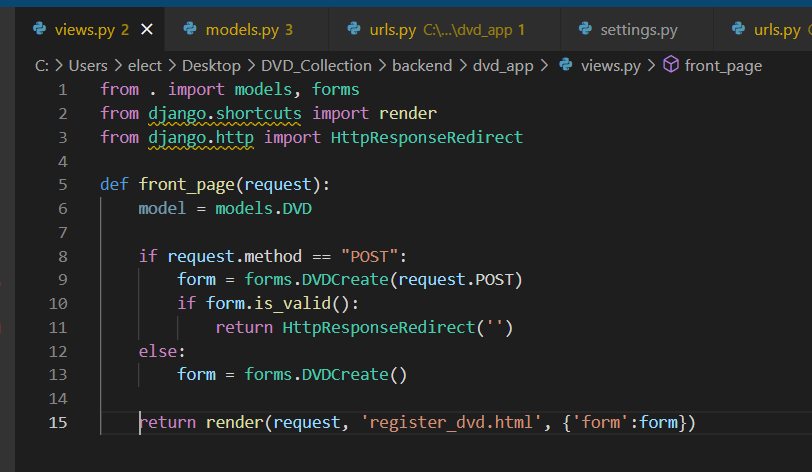 views.py 2 models.py 3 urls.py C:\...\dvd_app 1 settings.py urls.py C:\
C: > Users > elect > Desktop > DVD_Collection > backend > dvd_app > views.py > front_page
1 from . import models, forms
2 from django.shortcuts import render
3 from django.http import HttpResponseRedirect
4
5 def front_page(request):
6     model = models.DVD
7
8     if request.method == "POST":
9         form = forms.DVDCreate(request.POST)
10         if form.is_valid():
11             return HttpResponseRedirect('')
12     else:
13         form = forms.DVDCreate()
14
15     return render(request, 'register_dvd.html', {'form':form})